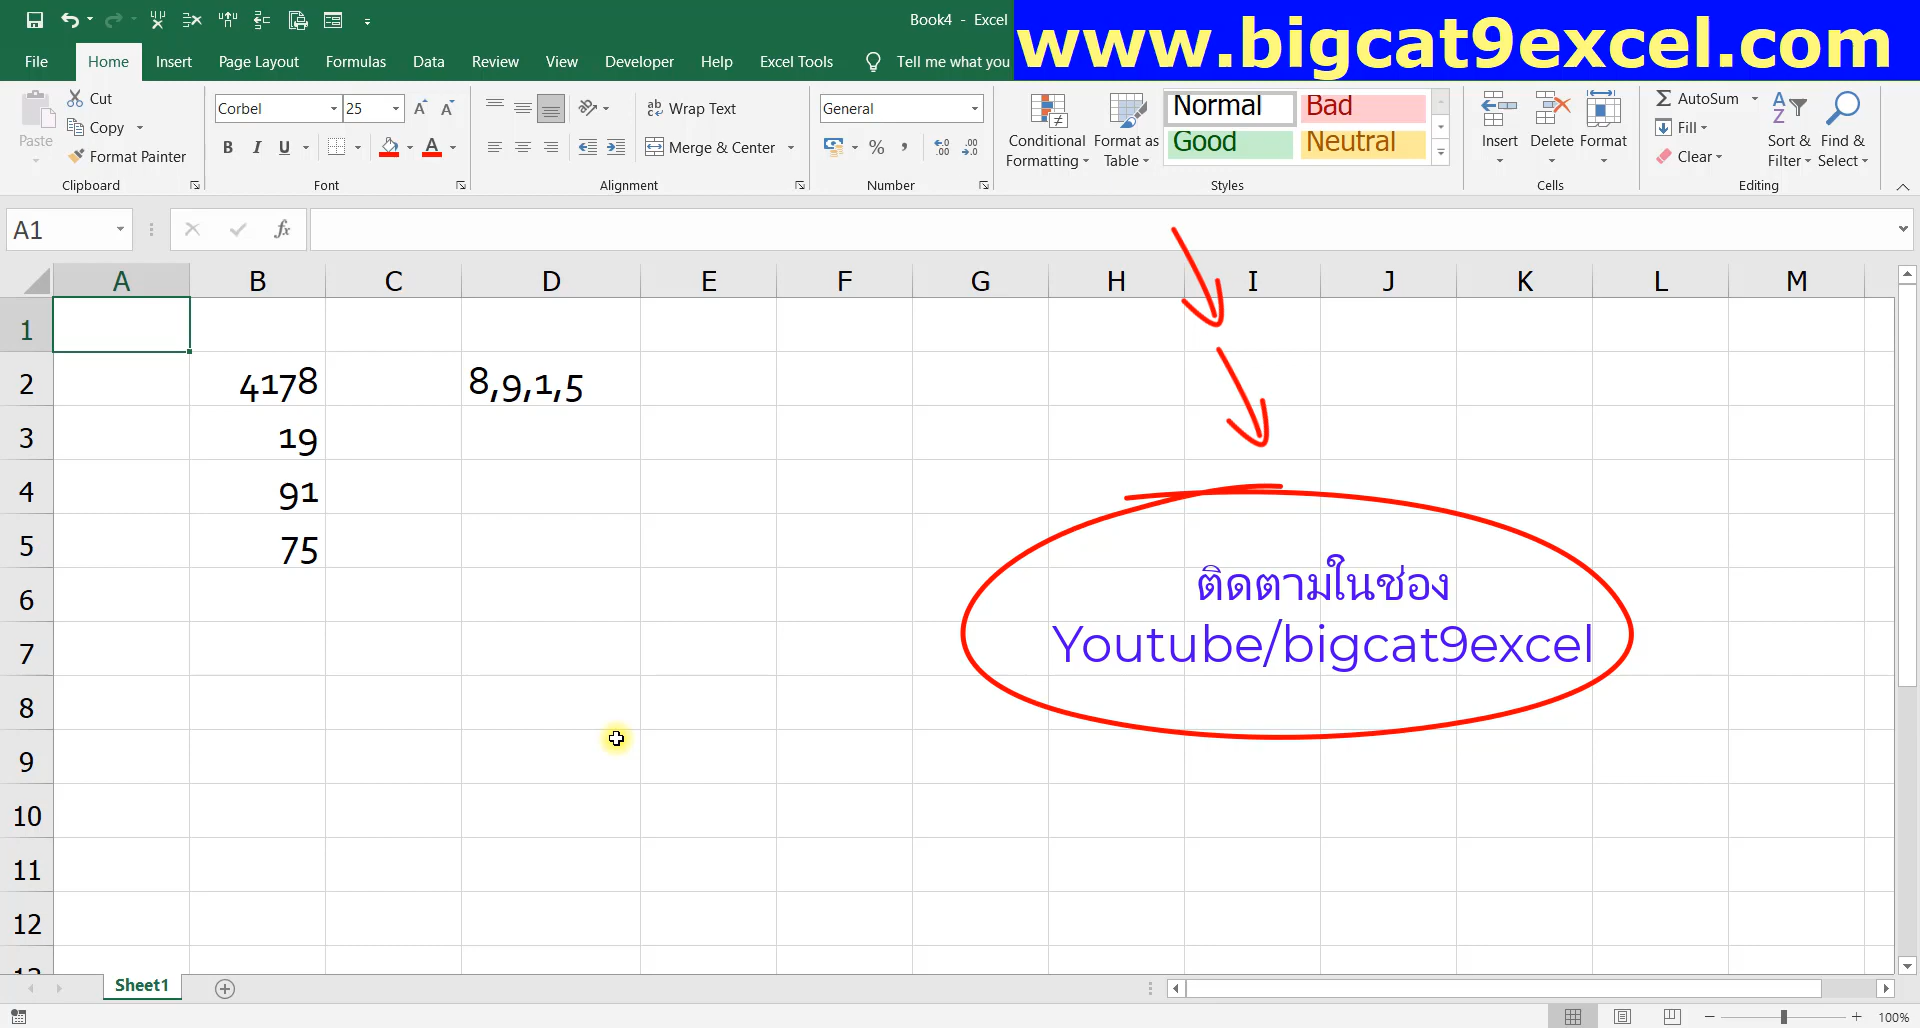 Book4 - Excel
www.bigcat9excel.com
File Home Insert Page Layout Formulas Data Review View Developer Help Excel Tools Tell me what you
Paste
Cut
Copy
Format Painter
Clipboard
Corbel 25
B I U
Font
Wrap Text
Merge & Center
Alignment
General
Number
Conditional Formatting
Format as Table
Normal Bad
Good Neutral
Styles
Insert Delete Format
Cells
AutoSum
Fill
Clear
Sort & Filter
Find & Select
Editing
A1
A B C D E F G H I J K L M
1
2 4178 8,9,1,5
3 19
4 91
5 75
6
7
8
9
10
11
12
ติดตามในช่อง
Youtube/bigcat9excel
Sheet1
100%